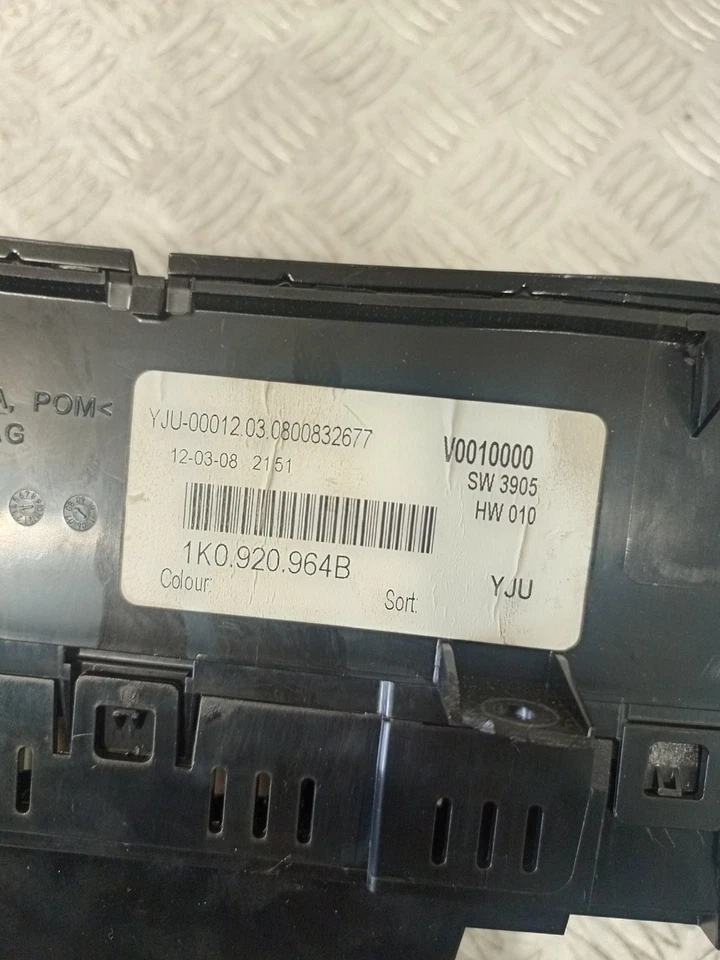 A, POM<
AG
YJU-00012.03.0800832677
12-03-08 2151
V0010000
SW 3905
HW 010
1K0.920.964B
Colour:
Sort:
YJU